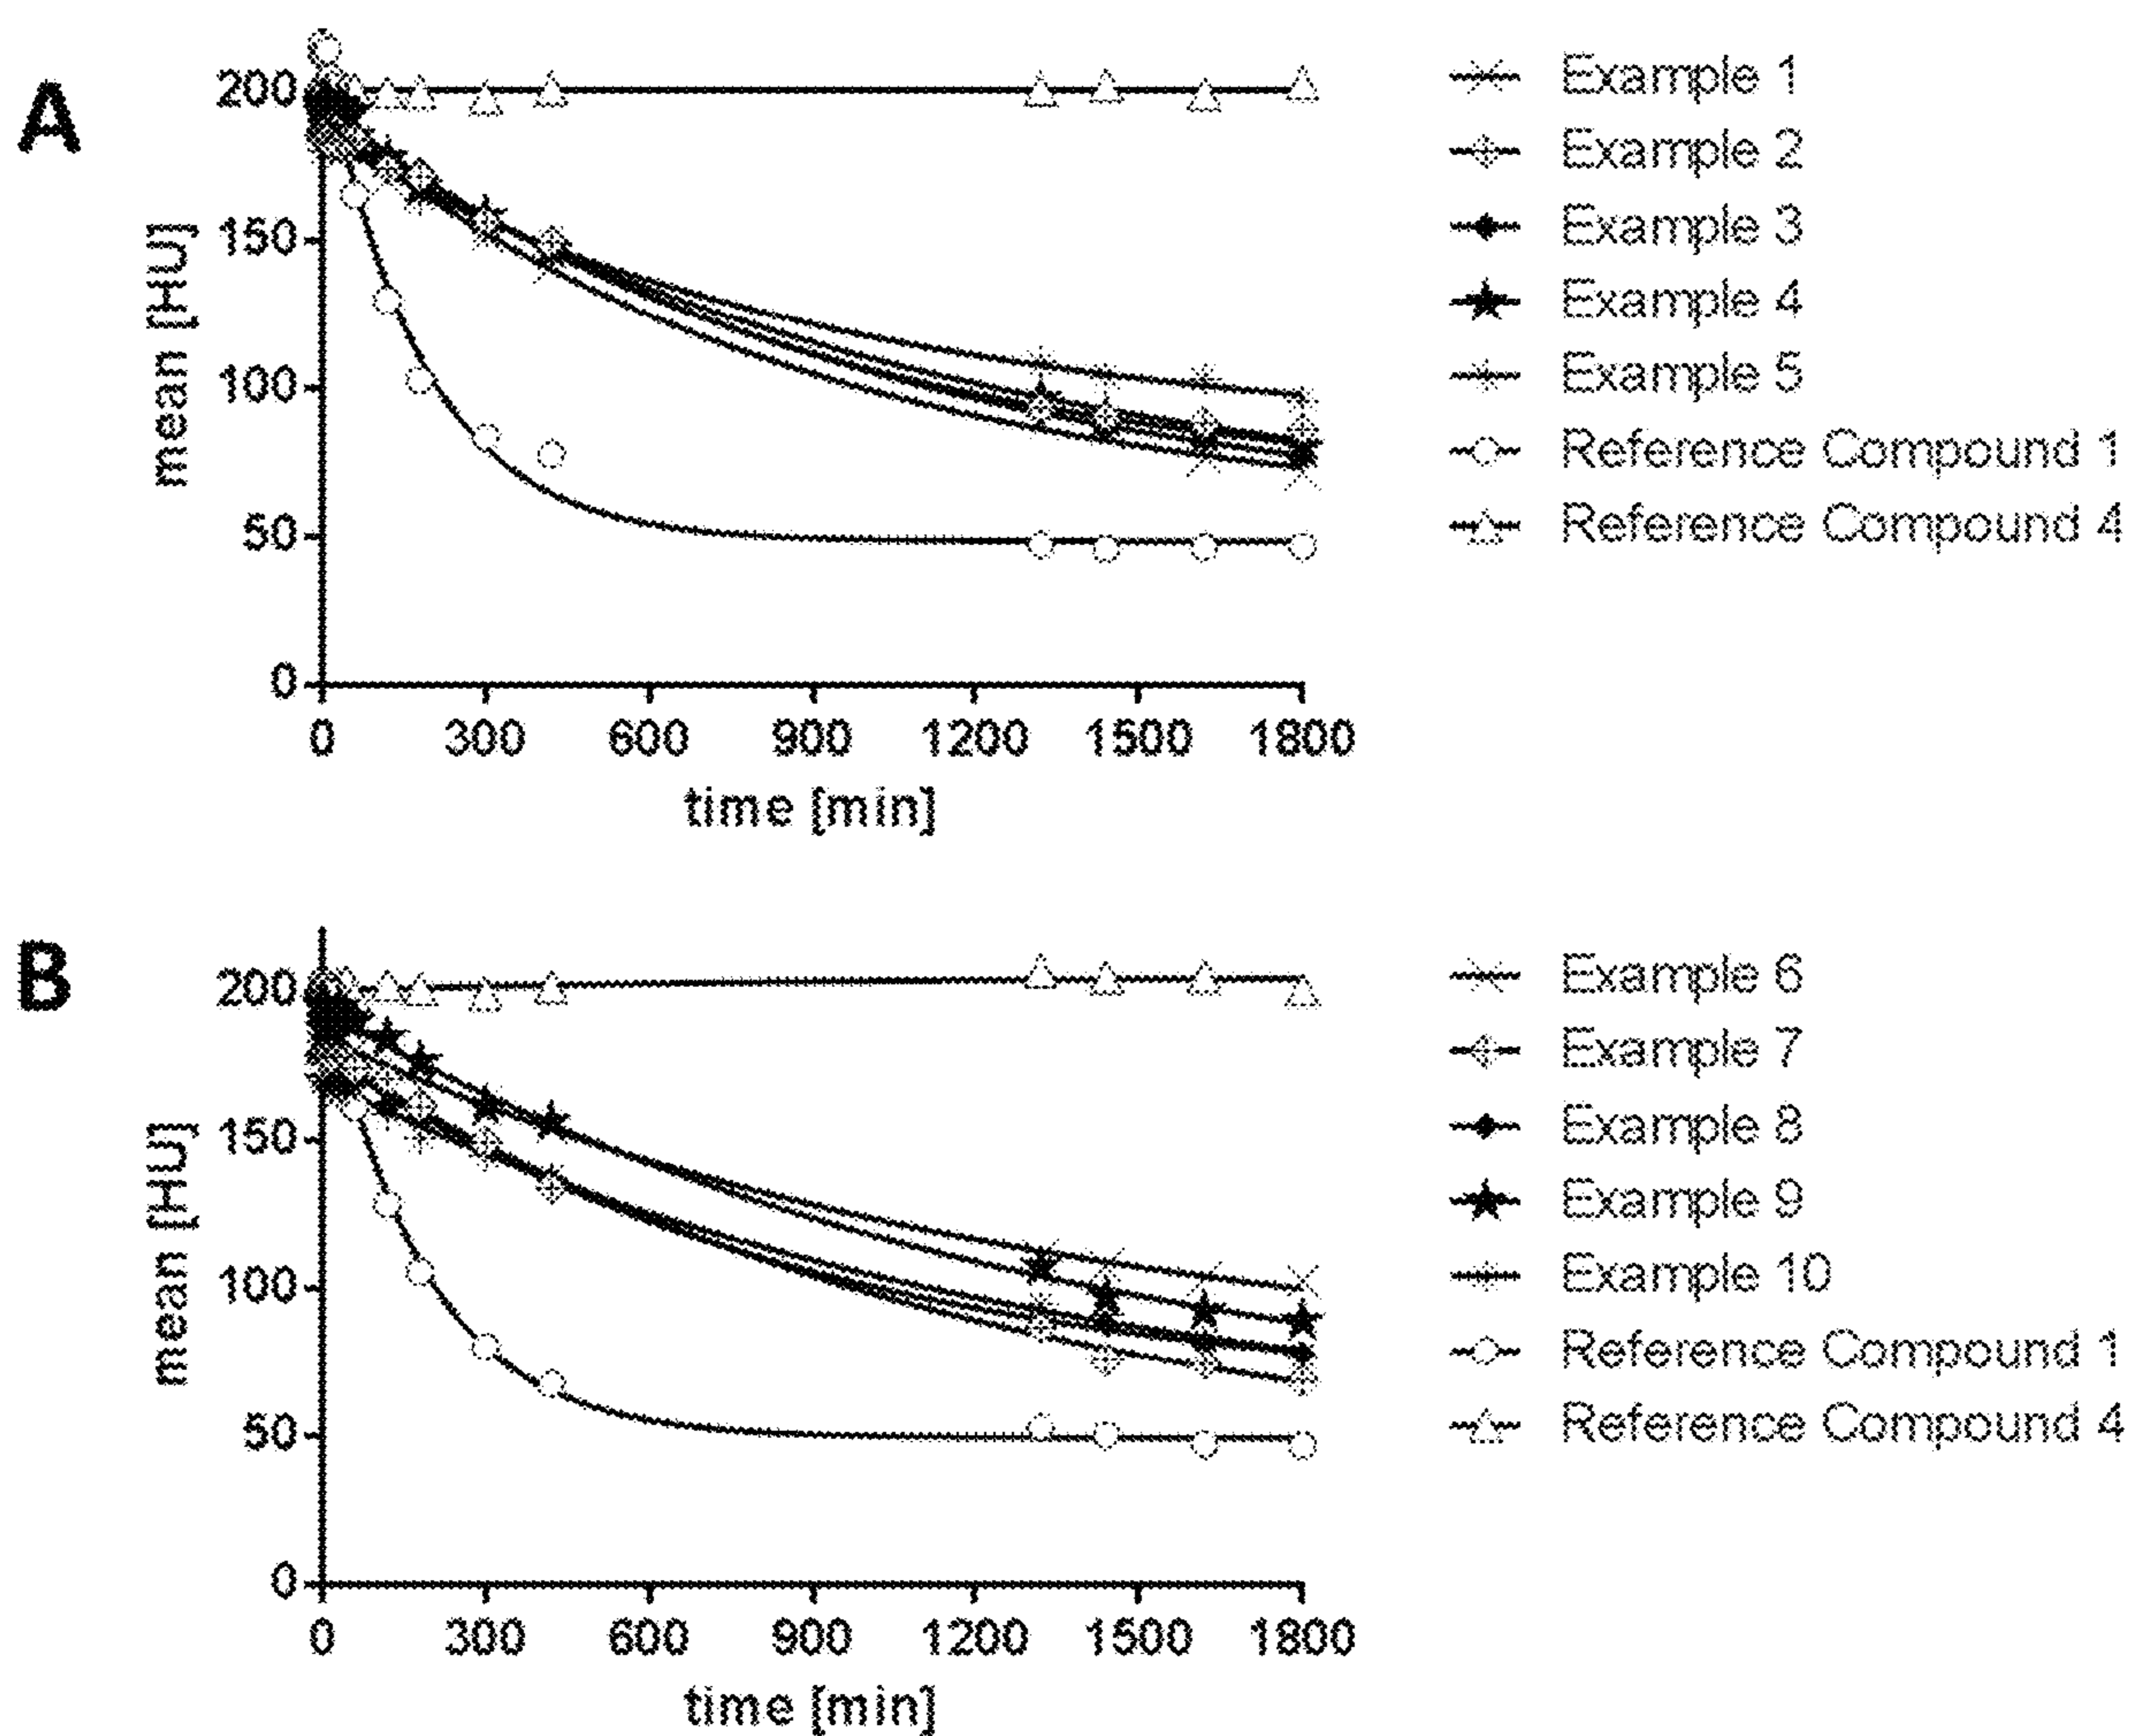 A
mean [HU]
200
150
100
50
0
0 300 600 900 1200 1500 1800
time [min]
Example 1
Example 2
Example 3
Example 4
Example 5
Reference Compound 1
Reference Compound 4
B
mean [HU]
200
150
100
50
0
0 300 600 900 1200 1500 1800
time [min]
Example 6
Example 7
Example 8
Example 9
Example 10
Reference Compound 1
Reference Compound 4